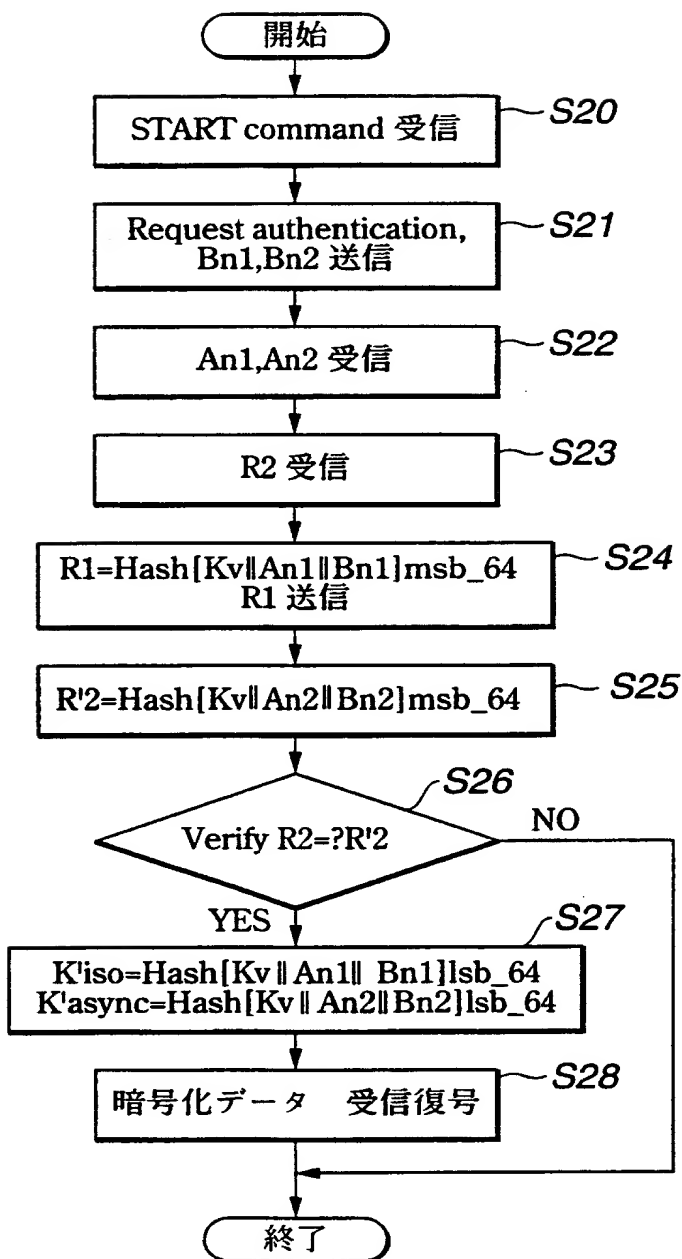 開始
START command 受信
S20
Request authentication,
Bn1,Bn2 送信
S21
An1,An2 受信
S22
R2 受信
S23
R1=Hash[Kv||An1||Bn1]msb_64
R1 送信
S24
R'2=Hash[Kv||An2||Bn2]msb_64
S25
S26
Verify R2=?R'2
NO
YES
S27
K'iso=Hash[Kv || An1|| Bn1]lsb_64
K'async=Hash[Kv || An2||Bn2]lsb_64
暗号化データ　受信復号
S28
終了